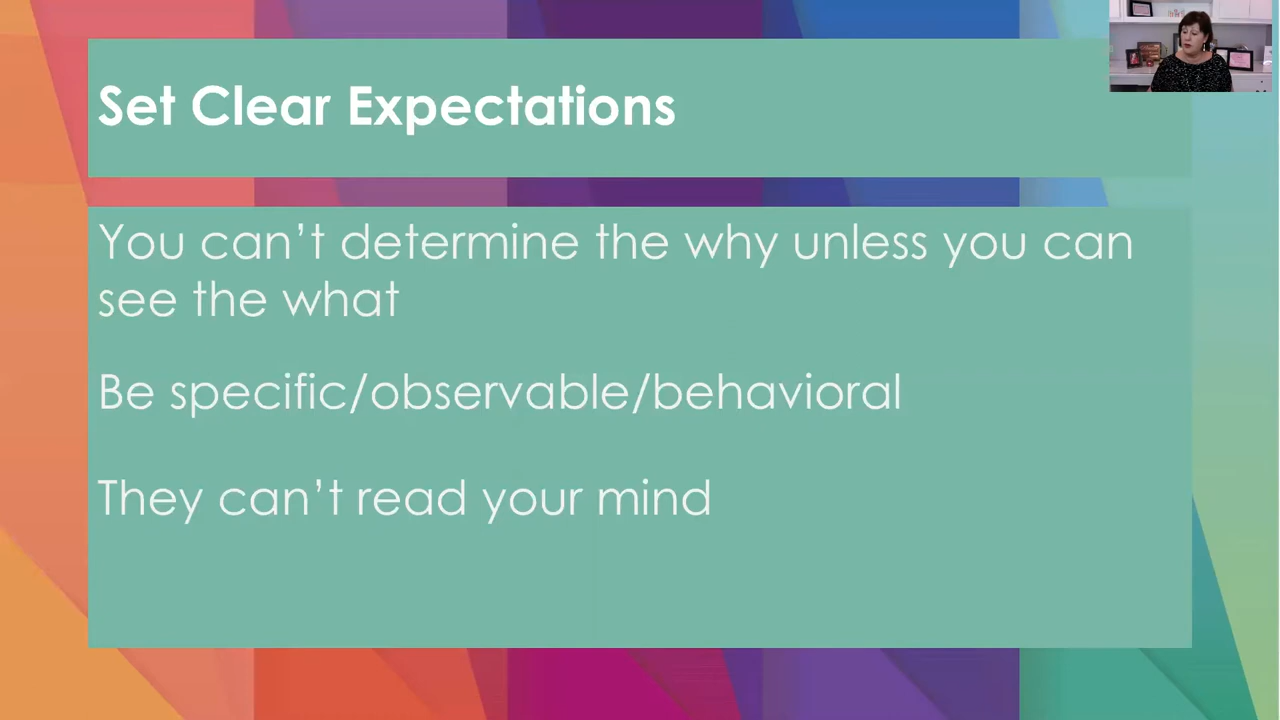 Set Clear Expectations
You can’t determine the why unless you can
see the what
Be specific/observable/behavioral
They can’t read your mind